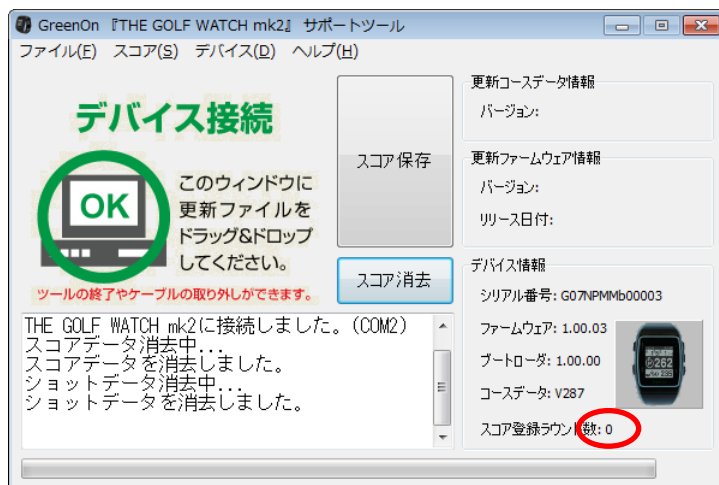 GreenOn 『THE GOLF WATCH mk2』 サポートツール
ファイル(F) スコア(S) デバイス(D) ヘルプ(H)
デバイス接続
OK
このウィンドウに
更新ファイルを
ドラッグ&ドロップ
してください。
ツールの終了やケーブルの取り外しができます。
スコア保存
スコア消去
THE GOLF WATCH mk2に接続しました。(COM2)
スコアデータ消去中...
スコアデータを消去しました。
ショットデータ消去中...
ショットデータを消去しました。
更新コースデータ情報
バージョン:
更新ファームウェア情報
バージョン:
リリース日付:
デバイス情報
シリアル番号: G07NPMMb00003
ファームウェア: 1.00.03
ブートローダ: 1.00.00
コースデータ: V287
262
スコア登録ラウンド数: 0